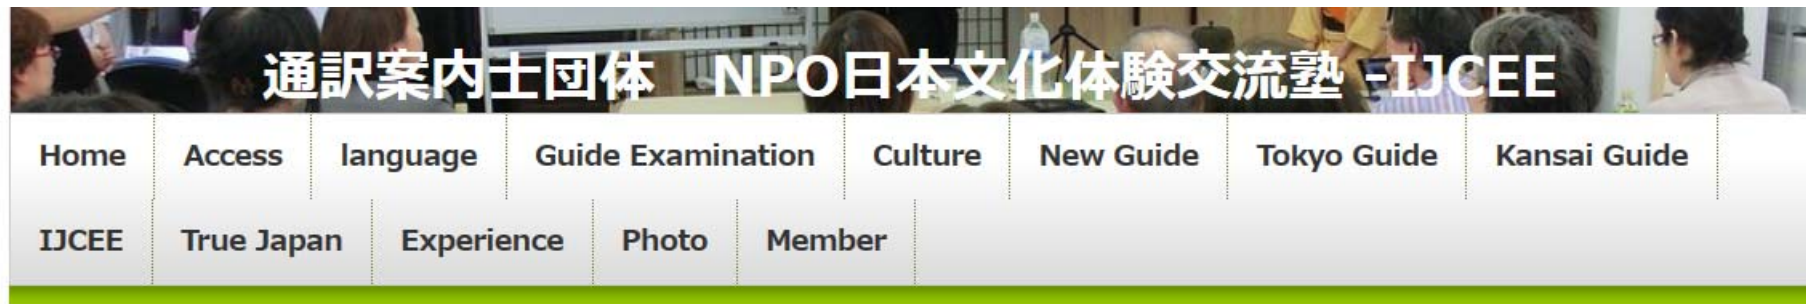 通訳案内士団体　NPO日本文化体験交流塾 -IJCEE
Home Access language Guide Examination Culture New Guide Tokyo Guide Kansai Guide
IJCEE True Japan Experience Photo Member